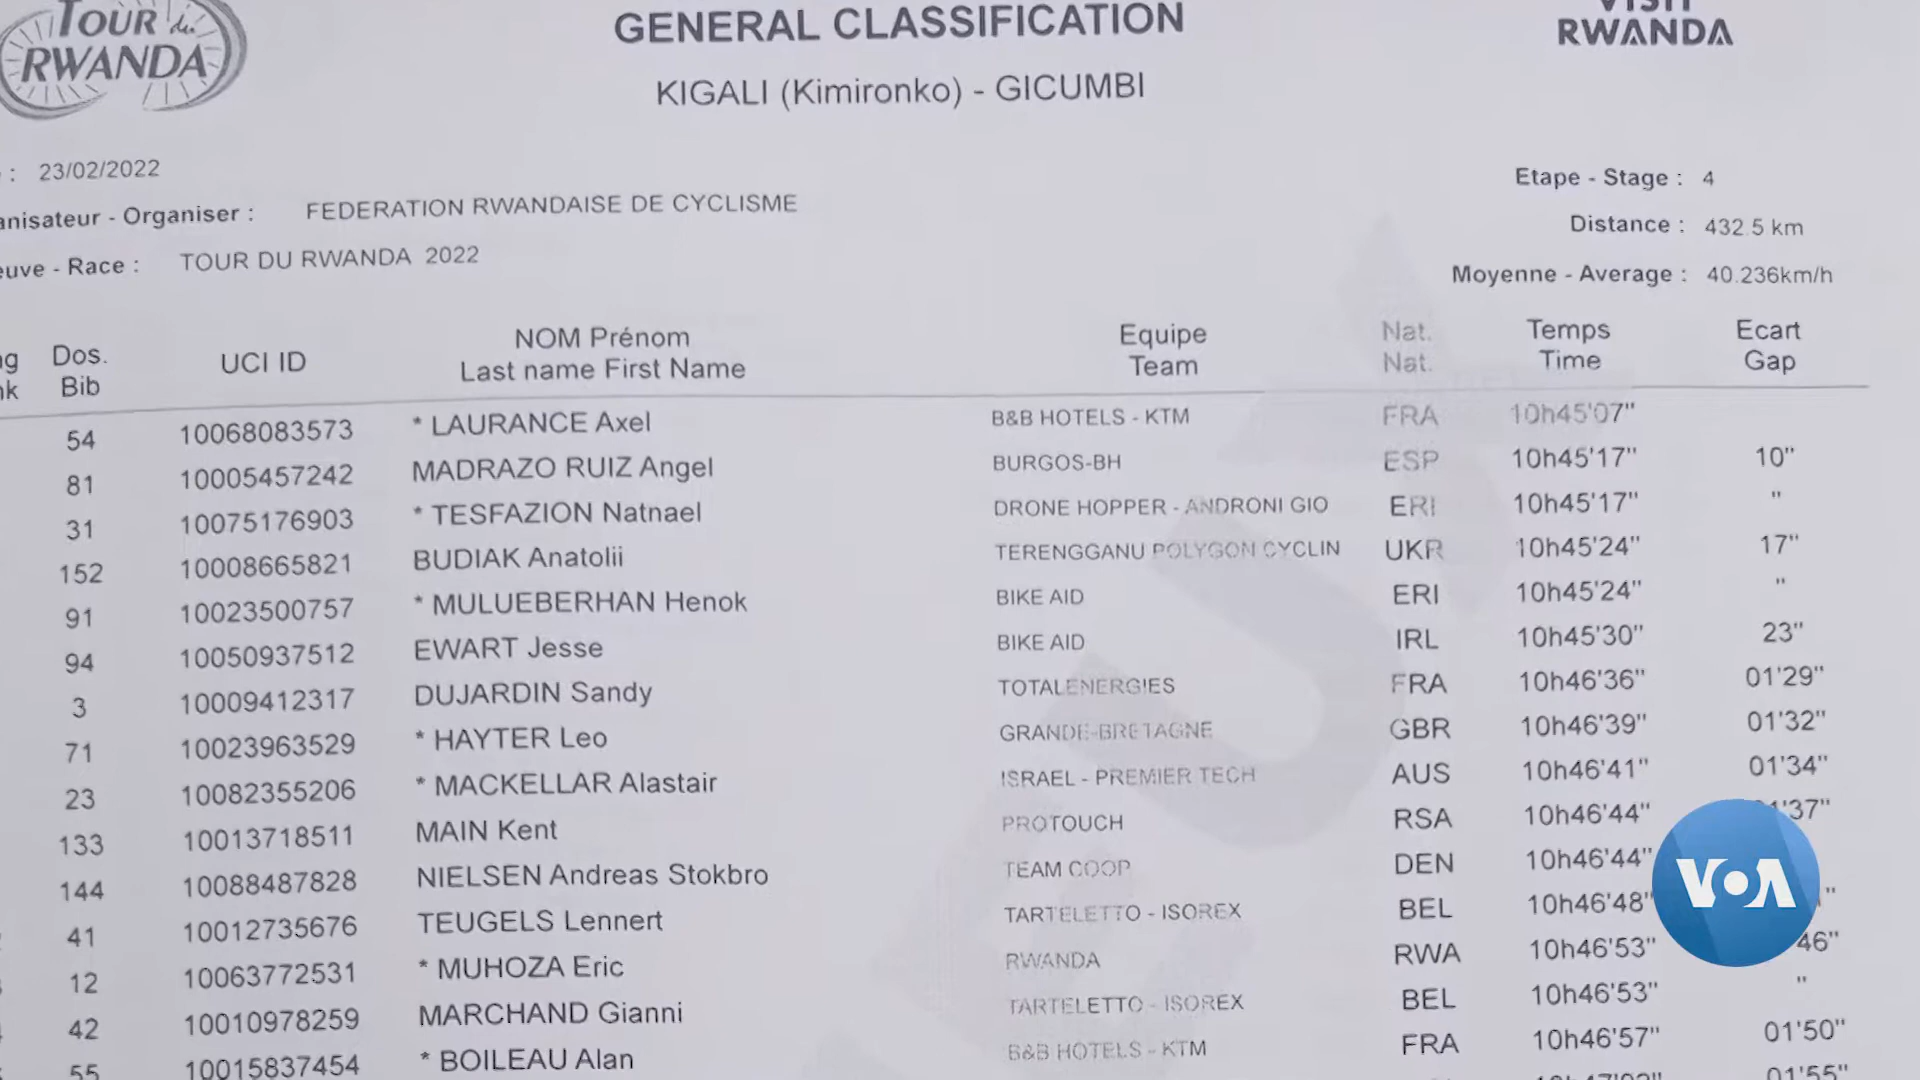 TOUR du RWANDA
GENERAL CLASSIFICATION
VISIT RWANDA
KIGALI (Kimironko) - GICUMBI
: 23/02/2022
Etape - Stage : 4
anisateur - Organiser : FEDERATION RWANDAISE DE CYCLISME
Distance : 432.5 km
euve - Race : TOUR DU RWANDA 2022
Moyenne - Average : 40.236km/h
ng Dos. UCI ID NOM Prénom Equipe Nat. Temps Ecart
nk Bib Last name First Name Team Nat. Time Gap
54 10068083573 * LAURANCE Axel B&B HOTELS - KTM FRA 10h45'07"
81 10005457242 MADRAZO RUIZ Angel BURGOS-BH ESP 10h45'17" 10"
31 10075176903 * TESFAZION Natnael DRONE HOPPER - ANDRONI GIO ERI 10h45'17" "
152 10008665821 BUDIAK Anatolii TERENGGANU POLYGON CYCLIN UKR 10h45'24" 17"
91 10023500757 * MULUEBERHAN Henok BIKE AID ERI 10h45'24" "
94 10050937512 EWART Jesse BIKE AID IRL 10h45'30" 23"
3 10009412317 DUJARDIN Sandy TOTALENERGIES FRA 10h46'36" 01'29"
71 10023963529 * HAYTER Leo GRANDE-BRETAGNE GBR 10h46'39" 01'32"
23 10082355206 * MACKELLAR Alastair ISRAEL - PREMIER TECH AUS 10h46'41" 01'34"
133 10013718511 MAIN Kent PROTOUCH RSA 10h46'44" 1'37"
144 10088487828 NIELSEN Andreas Stokbro TEAM COOP DEN 10h46'44"
41 10012735676 TEUGELS Lennert TARTELETTO - ISOREX BEL 10h46'48" "
12 10063772531 * MUHOZA Eric RWANDA RWA 10h46'53" 46"
42 10010978259 MARCHAND Gianni TARTELETTO - ISOREX BEL 10h46'53" "
55 10015837454 * BOILEAU Alan B&B HOTELS - KTM FRA 10h46'57" 01'50"
01'55"
VOA